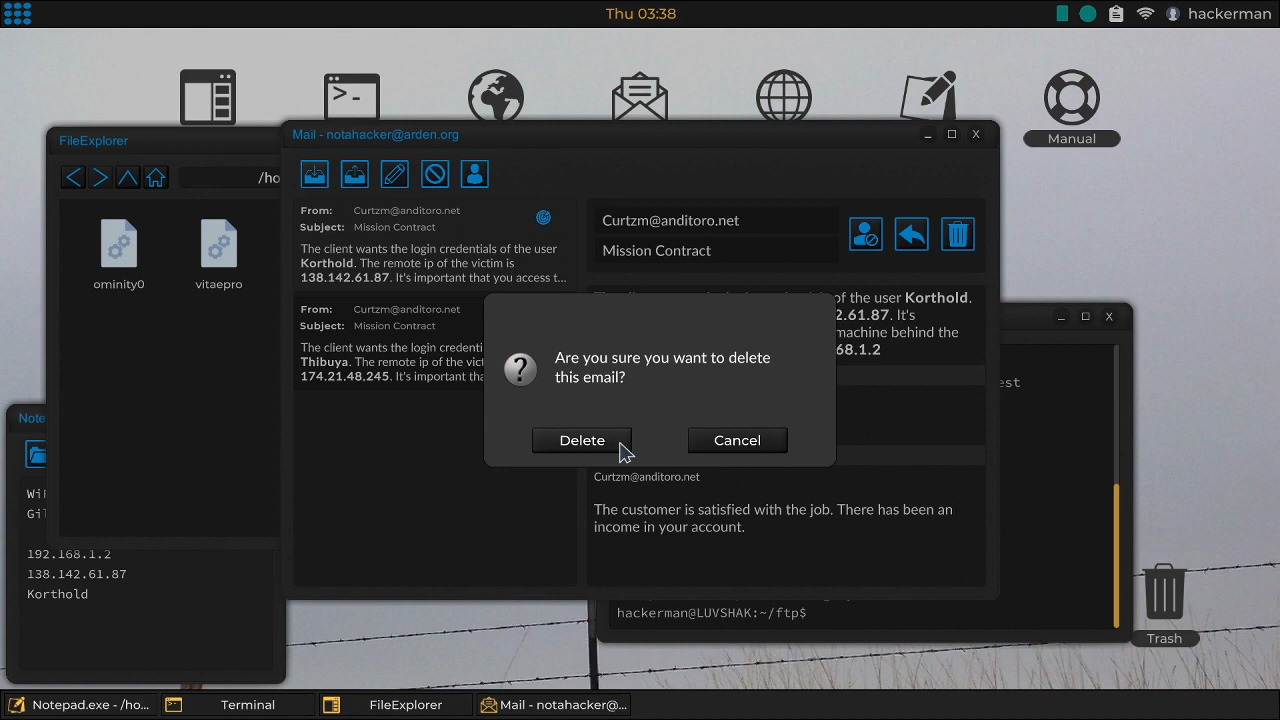 Thu 03:38
hackerman
Manual
FileExplorer
/ho
ominity0
vitaepro
Mail - notahacker@arden.org
X
From: Curtzm@anditoro.net
Subject: Mission Contract
The client wants the login credentials of the user
Korthold. The remote ip of the victim is
138.142.61.87. It's important that you access t...
From: Curtzm@anditoro.net
Subject: Mission Contract
The client wants the login credenti
Thibuya. The remote ip of the victi
174.21.48.245. It's important tha
Curtzm@anditoro.net
Mission Contract
of the user Korthold.
2.61.87. It's
machine behind the
68.1.2
Curtzm@anditoro.net
The customer is satisfied with the job. There has been an
income in your account.
Are you sure you want to delete
this email?
Delete
Cancel
X
est
hackerman@LUVSHAK:~/ftp$
Note
WiF
Gil
192.168.1.2
138.142.61.87
Korthold
Trash
Notepad.exe - /ho...
Terminal
FileExplorer
Mail - notahacker@...